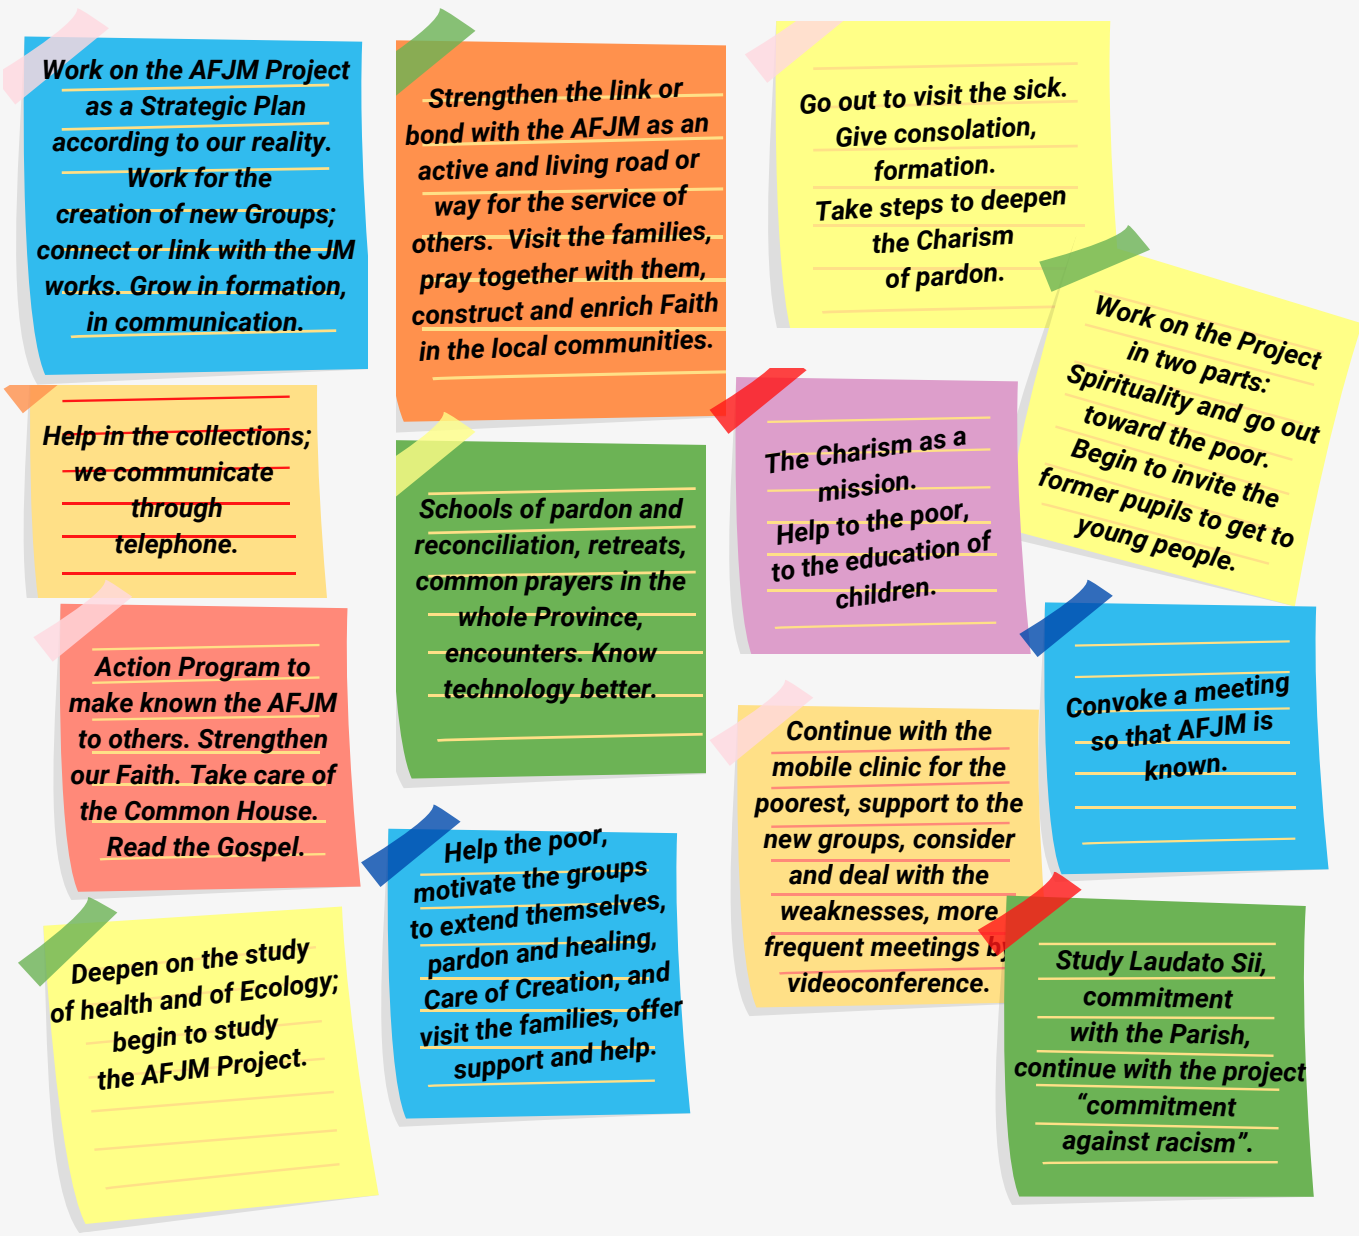 Work on the AFJM Project
as a Strategic Plan
according to our reality.
Work for the
creation of new Groups;
connect or link with the JM
works. Grow in formation,
in communication.
Strengthen the link or
bond with the AFJM as an
active and living road or
way for the service of
others. Visit the families,
pray together with them,
construct and enrich Faith
in the local communities.
Go out to visit the sick.
Give consolation,
formation.
Take steps to deepen
the Charism
of pardon.
Work on the Project
in two parts:
Spirituality and go out
toward the poor.
Begin to invite the
former pupils to get to
young people.
Help in the collections;
we communicate
through
telephone.
Schools of pardon and
reconciliation, retreats,
common prayers in the
whole Province,
encounters. Know
technology better.
The Charism as a
mission.
Help to the poor,
to the education of
children.
Action Program to
make known the AFJM
to others. Strengthen
our Faith. Take care of
the Common House.
Read the Gospel.
Continue with the
mobile clinic for the
poorest, support to the
new groups, consider
and deal with the
weaknesses, more
frequent meetings by
videoconference.
Convoke a meeting
so that AFJM is
known.
Help the poor,
motivate the groups
to extend themselves,
pardon and healing,
Care of Creation, and
visit the families, offer
support and help.
Deepen on the study
of health and of Ecology;
begin to study
the AFJM Project.
Study Laudato Sii,
commitment
with the Parish,
continue with the project
“commitment
against racism”.